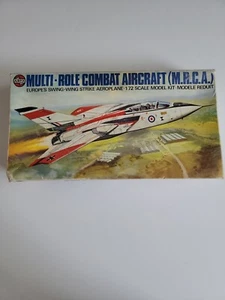 Airfix
MULTI-ROLE COMBAT AIRCRAFT (M.R.C.A.)
EUROPE'S SWING-WING STRIKE AEROPLANE·1/72 SCALE MODEL KIT MODELE REDUIT